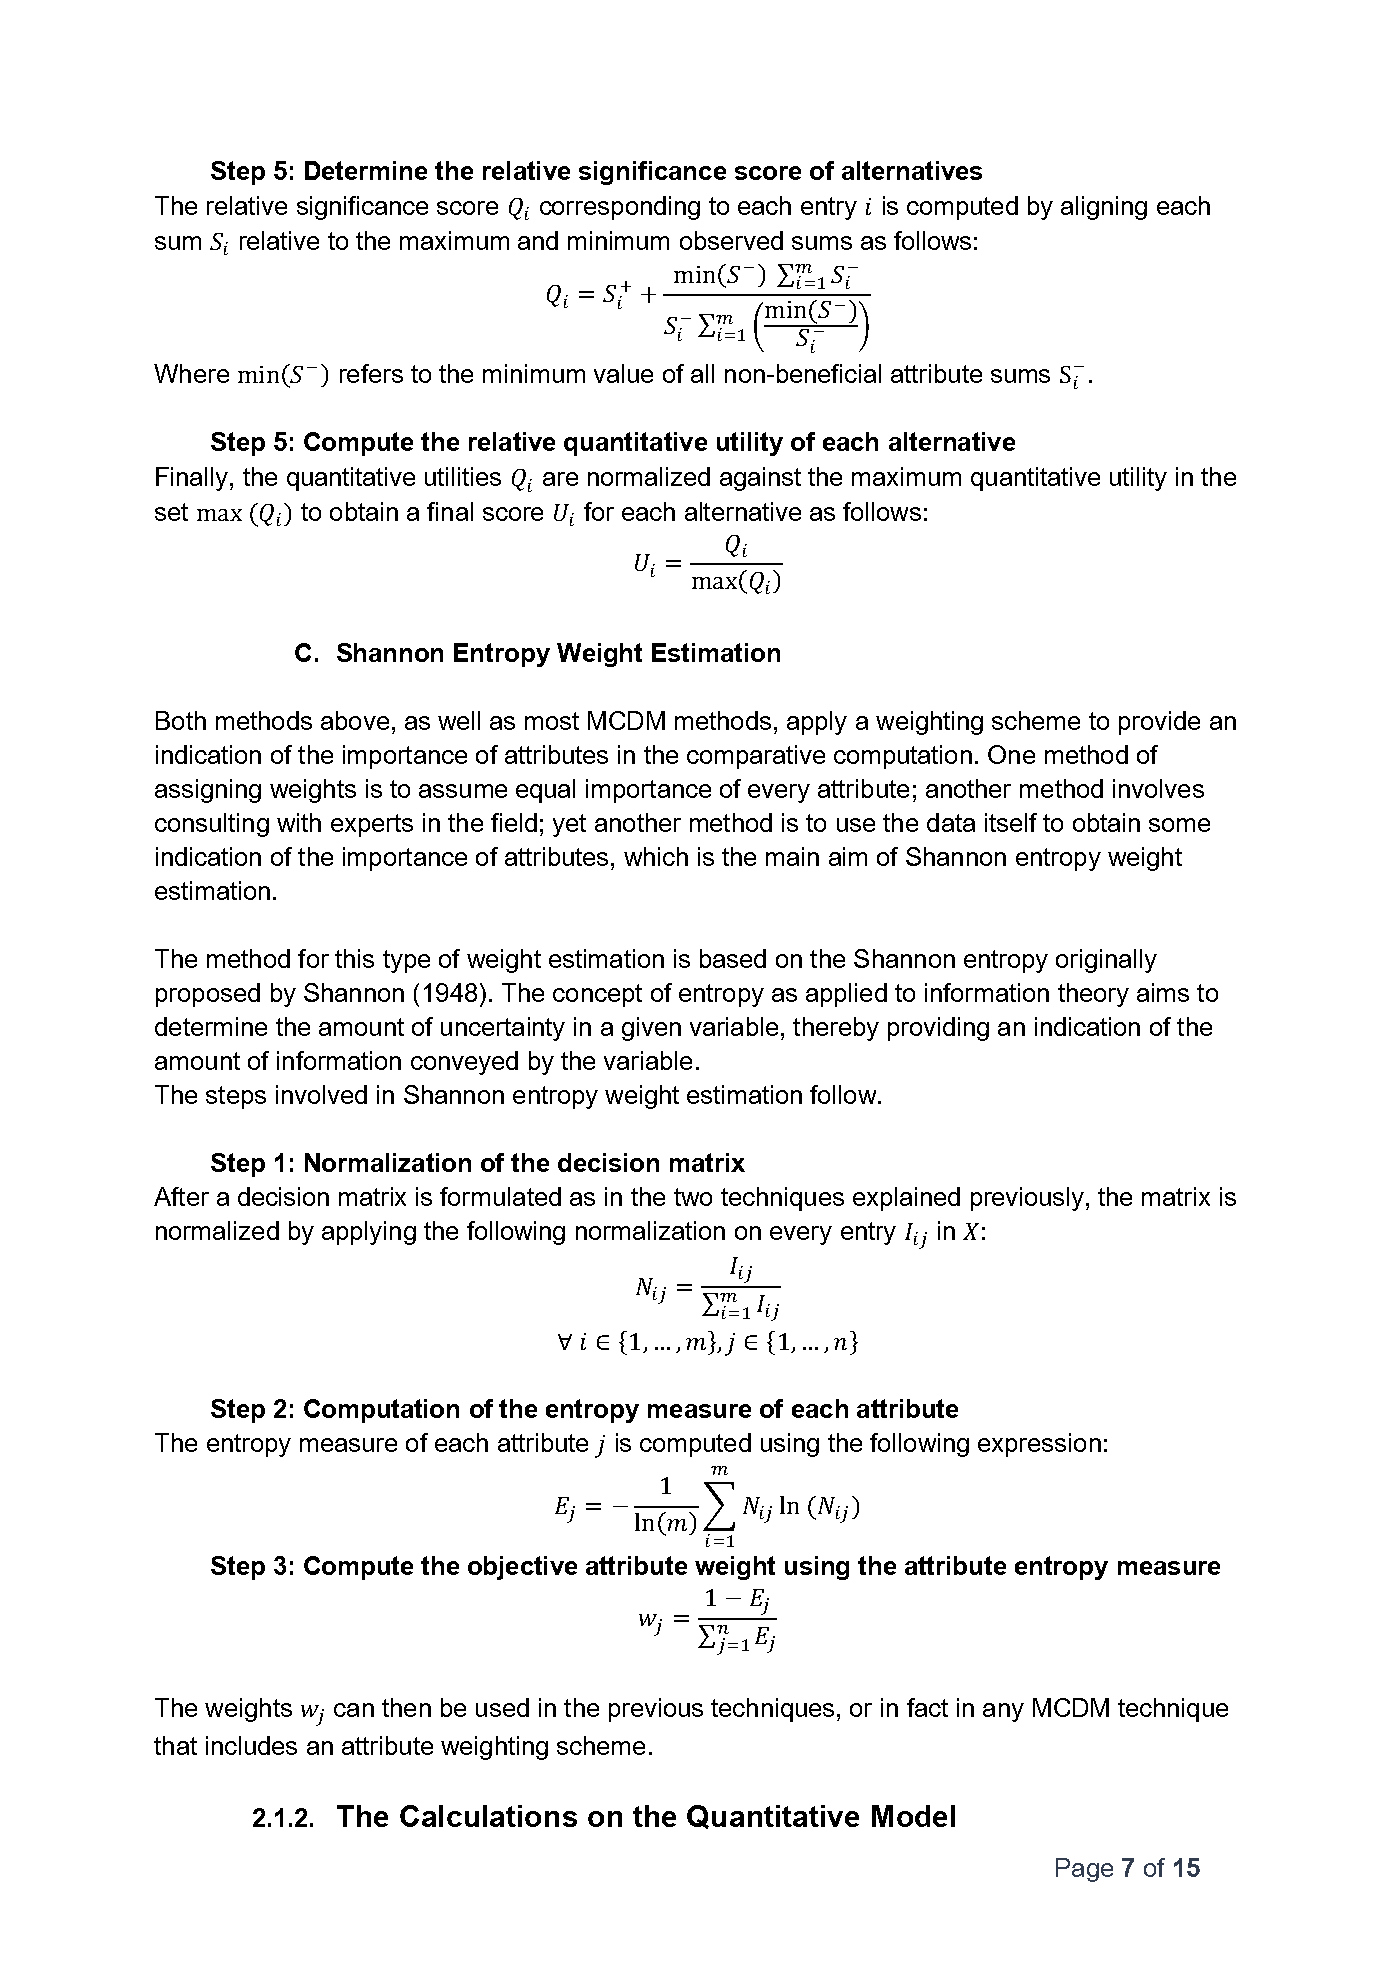 Step 5: Determine the relative significance score of alternatives
The relative significance score Q_i corresponding to each entry i is computed by aligning each
sum S_i relative to the maximum and minimum observed sums as follows:
Q_i = S_i^+ + \frac{min(S^-) ∑_{i=1}^m S_i^-}{S_i^- ∑_{i=1}^m (\frac{min(S^-)}{S_i^-})}
Where min(S^-) refers to the minimum value of all non-beneficial attribute sums S_i^-.
Step 5: Compute the relative quantitative utility of each alternative
Finally, the quantitative utilities Q_i are normalized against the maximum quantitative utility in the
set max (Q_i) to obtain a final score U_i for each alternative as follows:
U_i = \frac{Q_i}{max(Q_i)}
C. Shannon Entropy Weight Estimation
Both methods above, as well as most MCDM methods, apply a weighting scheme to provide an
indication of the importance of attributes in the comparative computation. One method of
assigning weights is to assume equal importance of every attribute; another method involves
consulting with experts in the field; yet another method is to use the data itself to obtain some
indication of the importance of attributes, which is the main aim of Shannon entropy weight
estimation.
The method for this type of weight estimation is based on the Shannon entropy originally
proposed by Shannon (1948). The concept of entropy as applied to information theory aims to
determine the amount of uncertainty in a given variable, thereby providing an indication of the
amount of information conveyed by the variable.
The steps involved in Shannon entropy weight estimation follow.
Step 1: Normalization of the decision matrix
After a decision matrix is formulated as in the two techniques explained previously, the matrix is
normalized by applying the following normalization on every entry I_{ij} in X:
N_{ij} = \frac{I_{ij}}{∑_{i=1}^m I_{ij}}
∀ i ∈ {1, … , m}, j ∈ {1, … , n}
Step 2: Computation of the entropy measure of each attribute
The entropy measure of each attribute j is computed using the following expression:
E_j = − \frac{1}{ln(m)} ∑_{i=1}^m N_{ij} ln (N_{ij})
Step 3: Compute the objective attribute weight using the attribute entropy measure
w_j = \frac{1 − E_j}{∑_{j=1}^n E_j}
The weights w_j can then be used in the previous techniques, or in fact in any MCDM technique
that includes an attribute weighting scheme.
2.1.2. The Calculations on the Quantitative Model
Page 7 of 15